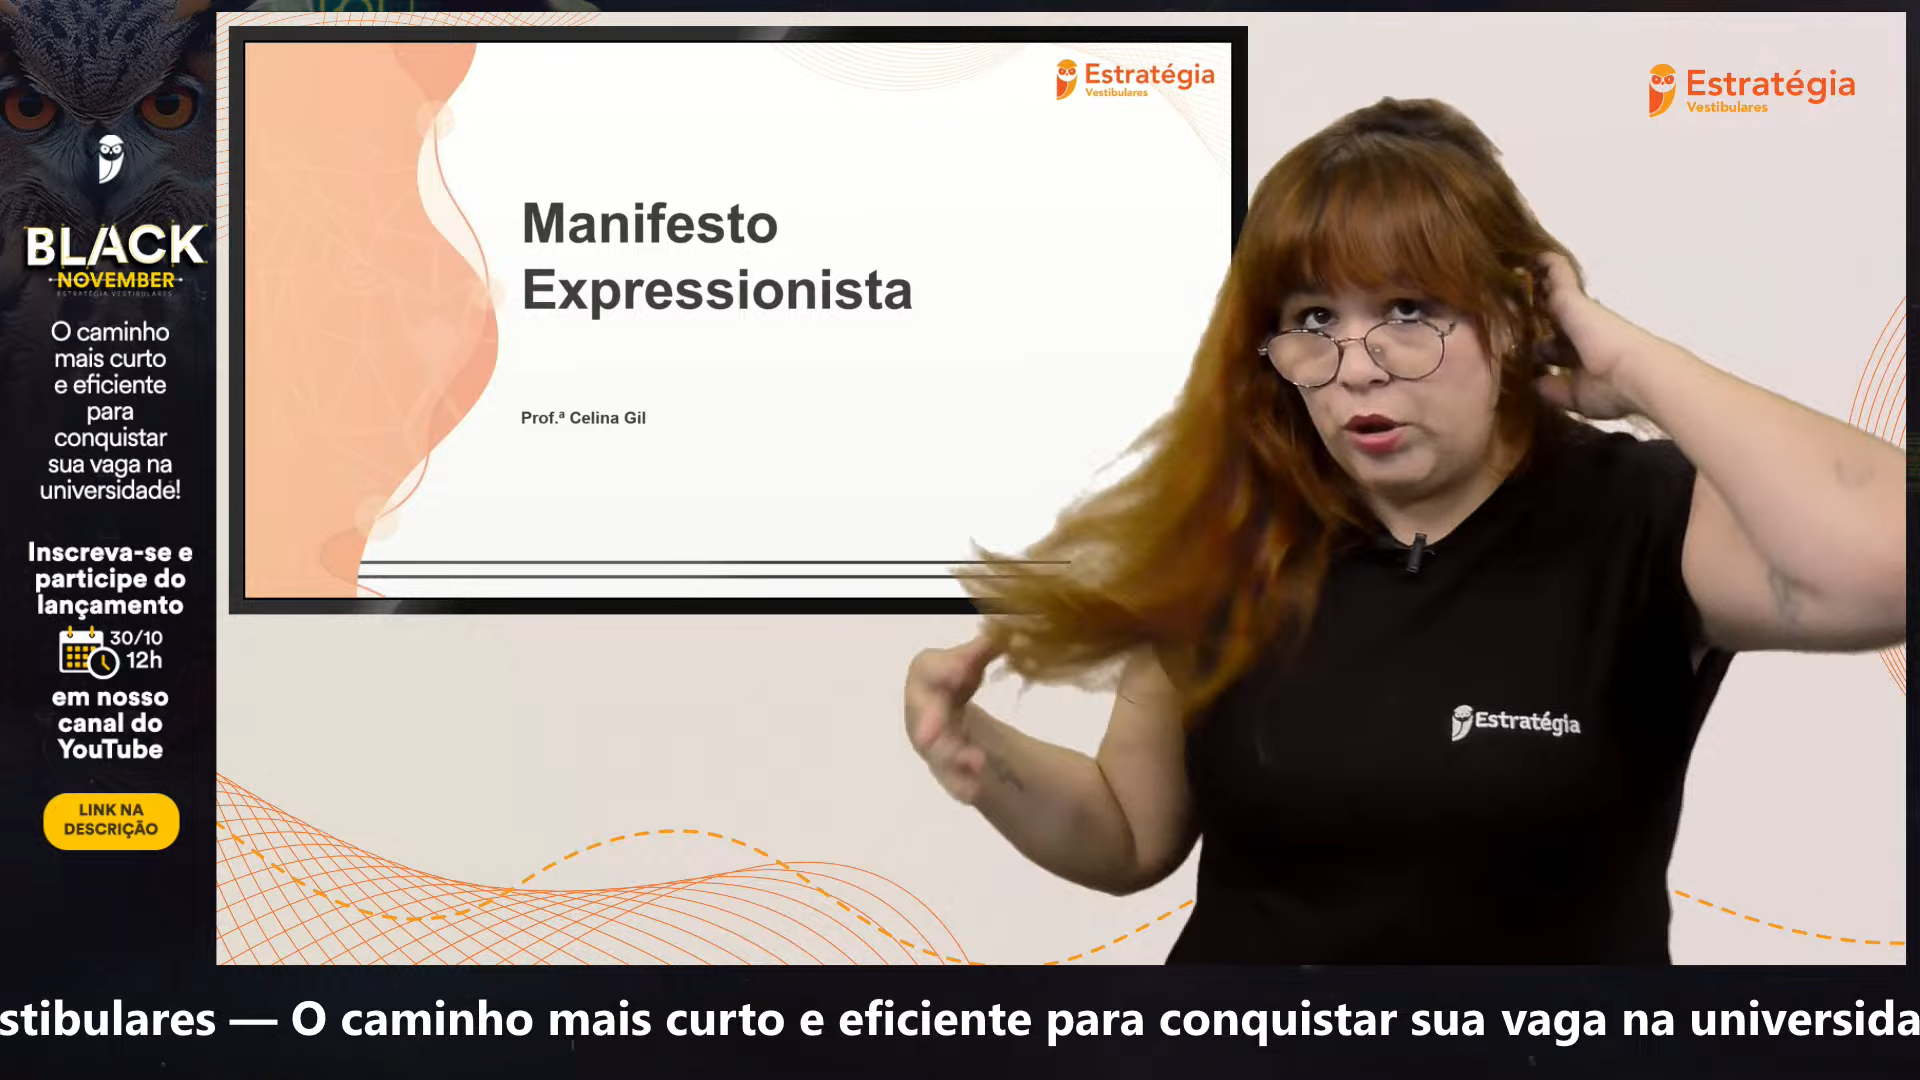 BLACK
NOVEMBER
ESTRATÉGIA VESTIBULARES
O caminho
mais curto
e eficiente
para
conquistar
sua vaga na
universidade!
Inscreva-se e
participe do
lançamento
30/10
12h
em nosso
canal do
YouTube
LINK NA
DESCRIÇÃO
Estratégia
Vestibulares
Manifesto
Expressionista
Prof.ª Celina Gil
Estratégia
Vestibulares
Estratégia
stibulares — O caminho mais curto e eficiente para conquistar sua vaga na universida